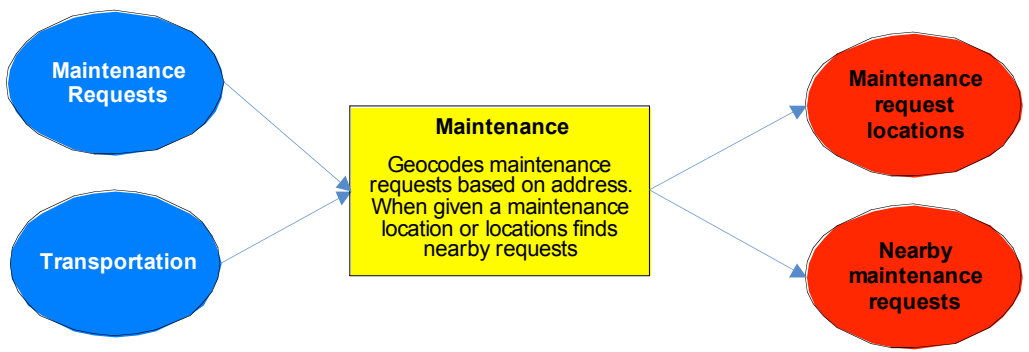 Maintenance
Requests
Transportation
Maintenance
Geocodes maintenance
requests based on address.
When given a maintenance
location or locations finds
nearby requests
Maintenance
request
locations
Nearby
maintenance
requests